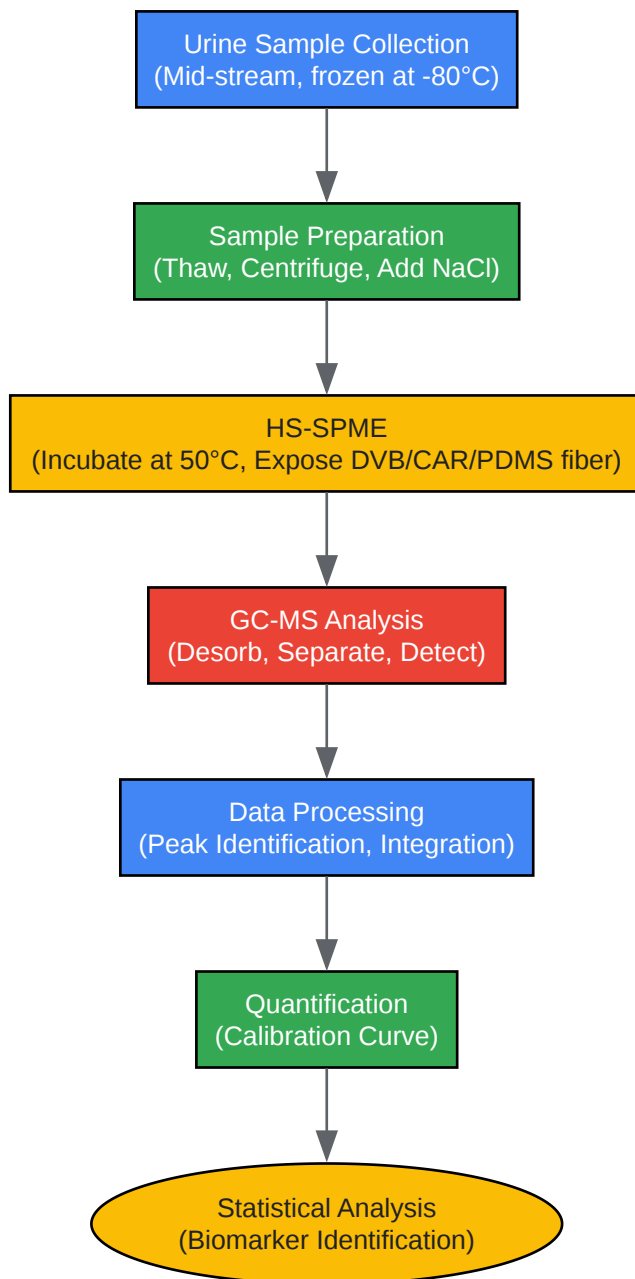 Urine Sample Collection
(Mid-stream, frozen at -80°C)
Sample Preparation
(Thaw, Centrifuge, Add NaCl)
HS-SPME
(Incubate at 50°C, Expose DVB/CAR/PDMS fiber)
GC-MS Analysis
(Desorb, Separate, Detect)
Data Processing
(Peak Identification, Integration)
Quantification
(Calibration Curve)
Statistical Analysis
(Biomarker Identification)